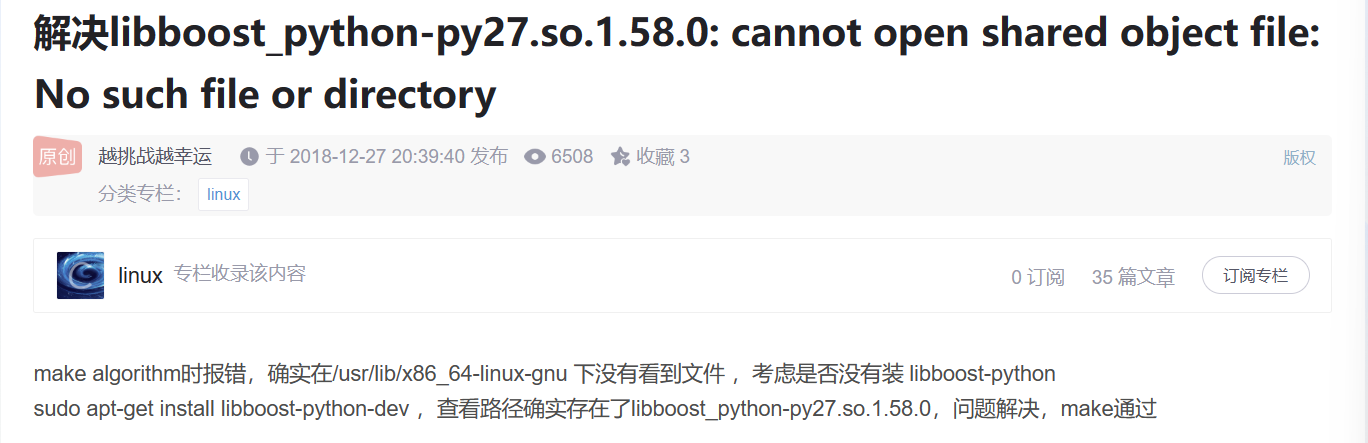 解决libboost_python-py27.so.1.58.0: cannot open shared object file:
No such file or directory
原创 越挑战越幸运 于 2018-12-27 20:39:40 发布 6508 收藏 3 版权
分类专栏： linux
linux 专栏收录该内容 0 订阅 35 篇文章 订阅专栏
make algorithm时报错，确实在/usr/lib/x86_64-linux-gnu 下没有看到文件 ，考虑是否没有装 libboost-python
sudo apt-get install libboost-python-dev ，查看路径确实存在了libboost_python-py27.so.1.58.0，问题解决，make通过